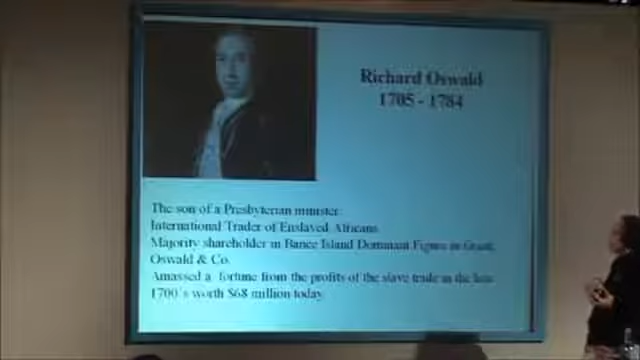 Richard Oswald
1705 - 1784
The son of a Presbyterian minister
International Trader of Enslaved Africans
Majority shareholder in Bance Island Dominant Figure in Grant,
Oswald & Co.
Amassed a fortune from the profits of the slave trade in the late
1700's worth $68 million today